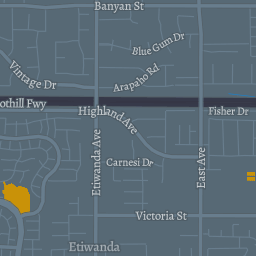 Banyan St
Blue Gum Dr
Vintage Dr
Arapaho Rd
othill Fwy
Highland Ave
Fisher Dr
Etiwanda Ave
Carnesi Dr
East Ave
Victoria St
Etiwanda